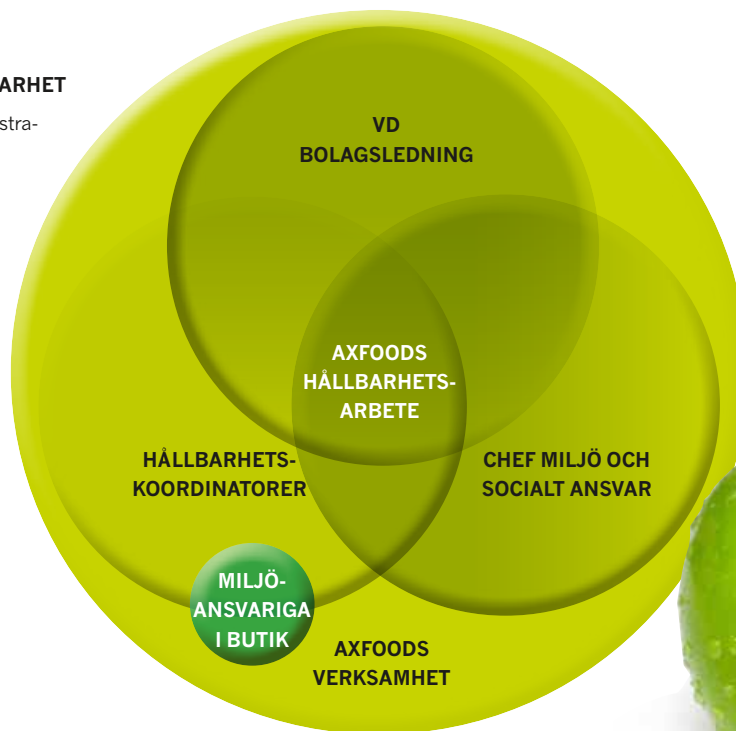 ARHET
stra-
VD
BOLAGSLEDNING
AXFOODS
HÅLLBARHETS-
ARBETE
HÅLLBARHETS-
KOORDINATORER
CHEF MILJÖ OCH
SOCIALT ANSVAR
MILJÖ-
ANSVARIGA
I BUTIK
AXFOODS
VERKSAMHET